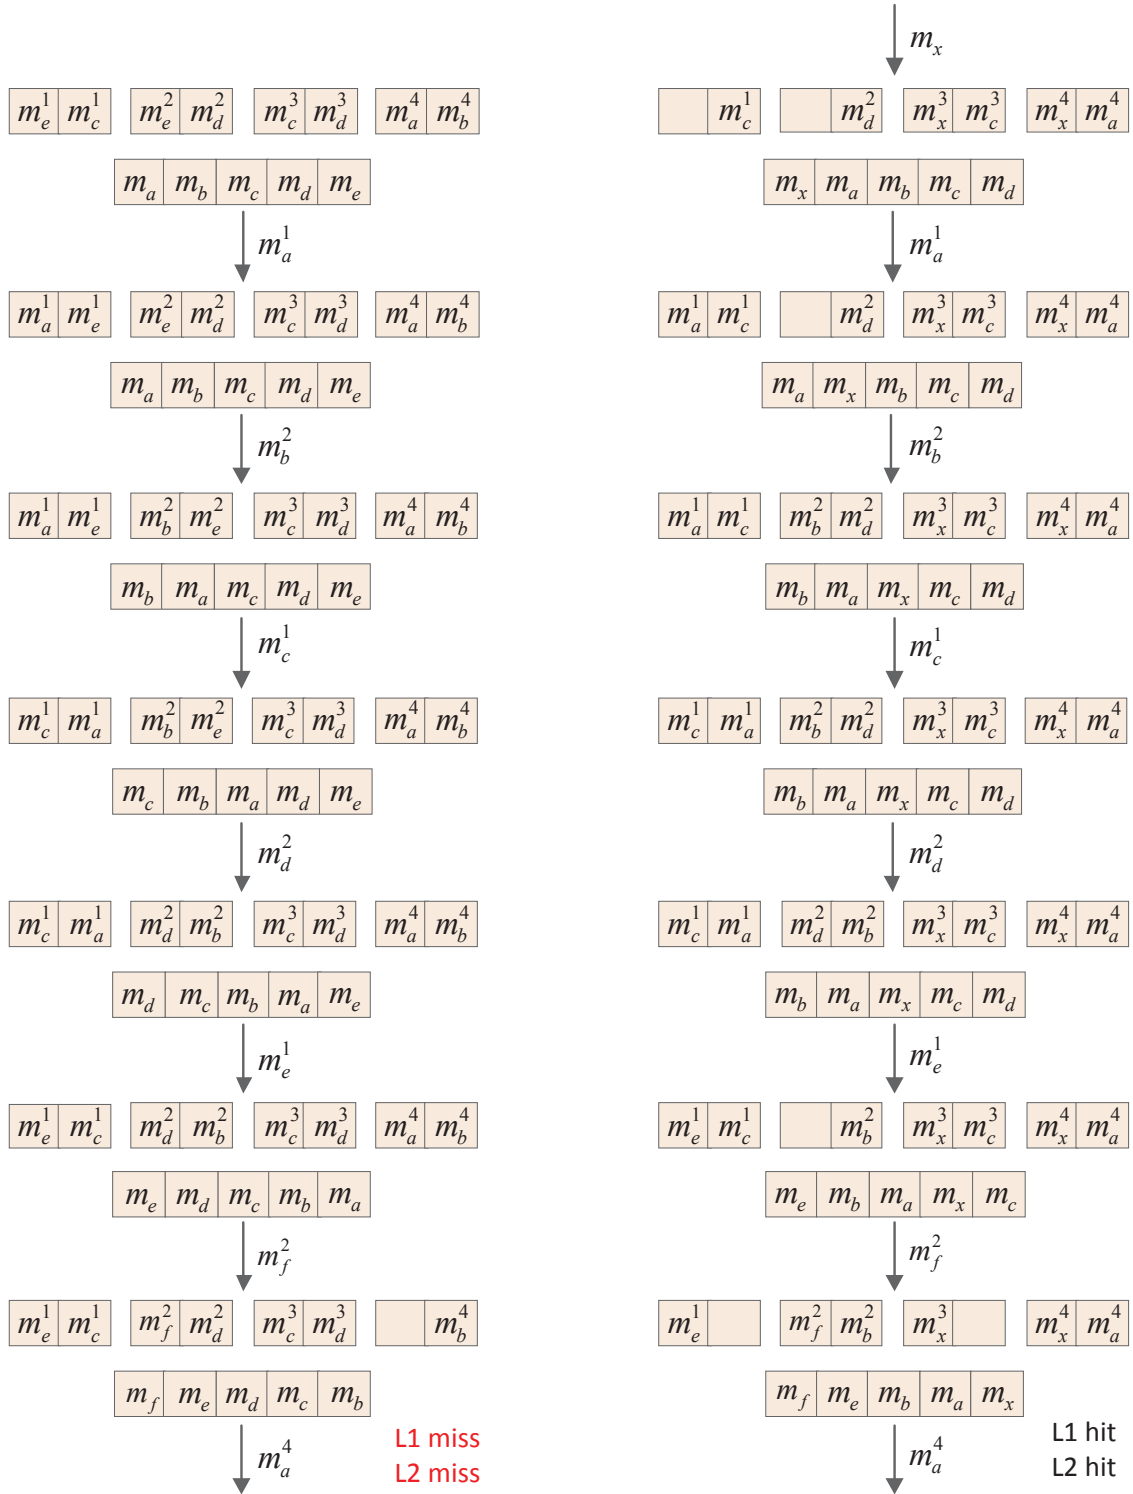 m_x
m_e^1 m_c^1 m_e^2 m_d^2 m_c^3 m_d^3 m_a^4 m_b^4
m_c^1 m_d^2 m_x^3 m_c^3 m_x^4 m_a^4
m_a m_b m_c m_d m_e
m_x m_a m_b m_c m_d
m_a^1
m_a^1
m_a^1 m_e^1 m_e^2 m_d^2 m_c^3 m_d^3 m_a^4 m_b^4
m_a^1 m_c^1 m_d^2 m_x^3 m_c^3 m_x^4 m_a^4
m_a m_b m_c m_d m_e
m_a m_x m_b m_c m_d
m_b^2
m_b^2
m_a^1 m_e^1 m_b^2 m_e^2 m_c^3 m_d^3 m_a^4 m_b^4
m_a^1 m_c^1 m_b^2 m_d^2 m_x^3 m_c^3 m_x^4 m_a^4
m_b m_a m_c m_d m_e
m_b m_a m_x m_c m_d
m_c^1
m_c^1
m_c^1 m_a^1 m_b^2 m_e^2 m_c^3 m_d^3 m_a^4 m_b^4
m_c^1 m_a^1 m_b^2 m_d^2 m_x^3 m_c^3 m_x^4 m_a^4
m_c m_b m_a m_d m_e
m_b m_a m_x m_c m_d
m_d^2
m_d^2
m_c^1 m_a^1 m_d^2 m_b^2 m_c^3 m_d^3 m_a^4 m_b^4
m_c^1 m_a^1 m_d^2 m_b^2 m_x^3 m_c^3 m_x^4 m_a^4
m_d m_c m_b m_a m_e
m_b m_a m_x m_c m_d
m_e^1
m_e^1
m_e^1 m_c^1 m_d^2 m_b^2 m_c^3 m_d^3 m_a^4 m_b^4
m_e^1 m_c^1 m_b^2 m_x^3 m_c^3 m_x^4 m_a^4
m_e m_d m_c m_b m_a
m_e m_b m_a m_x m_c
m_f^2
m_f^2
m_e^1 m_c^1 m_f^2 m_d^2 m_c^3 m_d^3 m_b^4
m_e^1 m_f^2 m_b^2 m_x^3 m_x^4 m_a^4
m_f m_e m_d m_c m_b
m_f m_e m_b m_a m_x
m_a^4
L1 miss
L2 miss
m_a^4
L1 hit
L2 hit